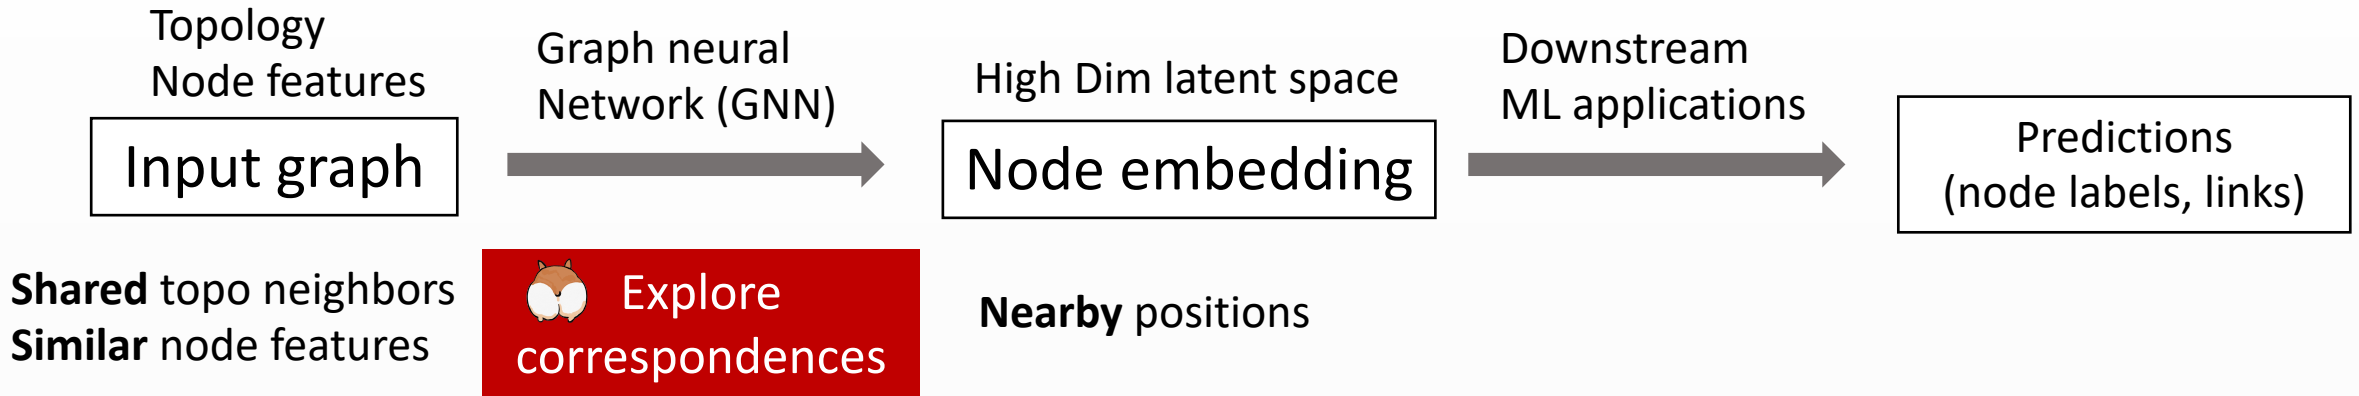 Topology
Node features
Input graph
Graph neural
Network (GNN)
High Dim latent space
Node embedding
Downstream
ML applications
Predictions
(node labels, links)
Shared topo neighbors
Similar node features
Explore
correspondences
Nearby positions